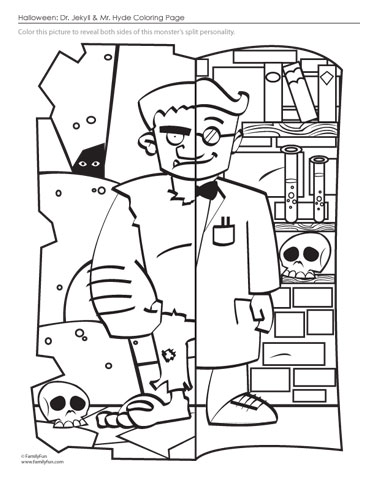 Halloween: Dr. Jekyll & Mr. Hyde Coloring Page
Color this picture to reveal both sides of this monster's split personality.
©FamilyFun
www.familyfun.com